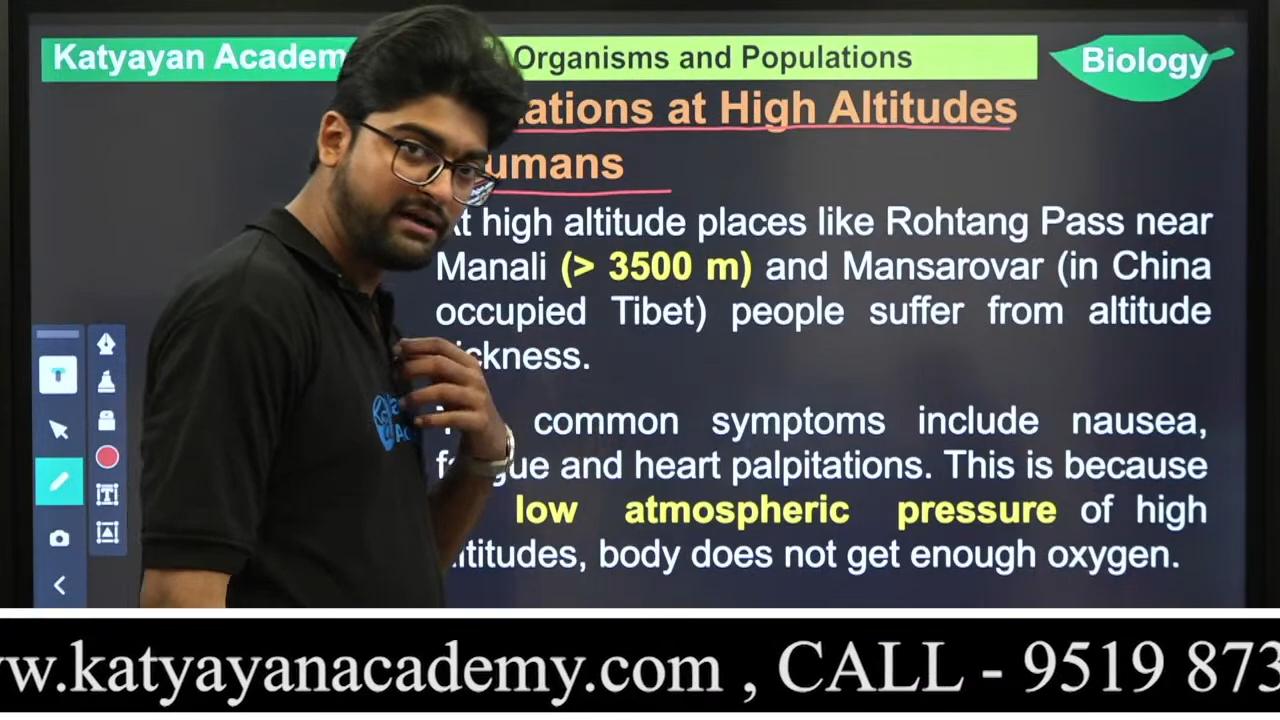 Katyayan Academ
Organisms and Populations
Biology
ations at High Altitudes
umans
At high altitude places like Rohtang Pass near
Manali (> 3500 m) and Mansarovar (in China
occupied Tibet) people suffer from altitude
ickness.
common symptoms include nausea,
gue and heart palpitations. This is because
low atmospheric pressure of high
titudes, body does not get enough oxygen.
w.katyayanacademy.com , CALL - 9519 873